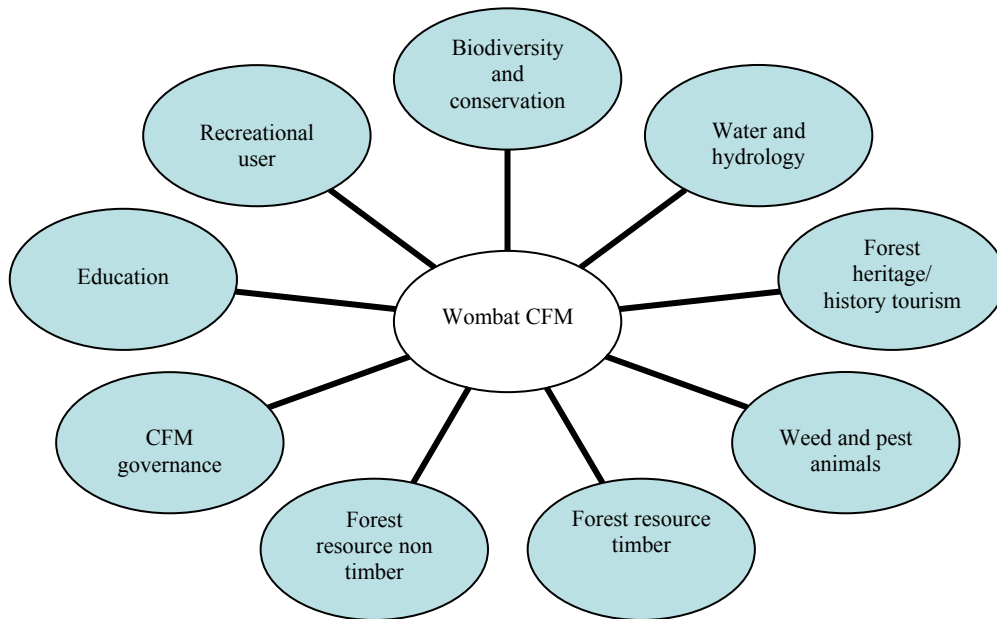 Biodiversity
and
conservation
Water and
hydrology
Forest
heritage/
history tourism
Weed and pest
animals
Forest resource
timber
Forest
resource non
timber
CFM
governance
Education
Recreational
user
Wombat CFM